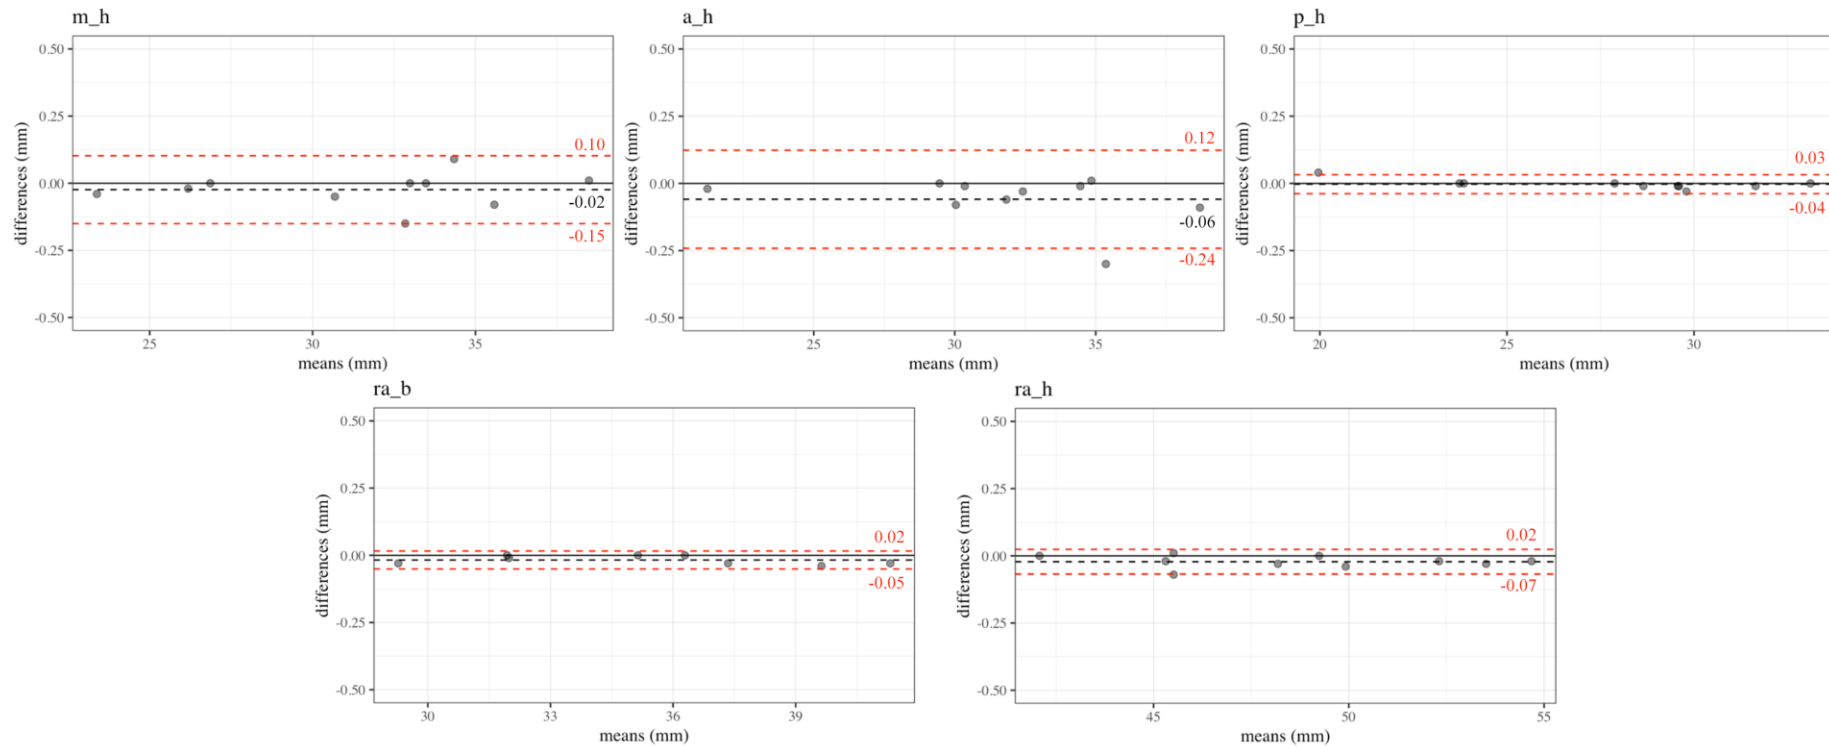 m_h
0.50
0.25
0.00
-0.25
-0.50
differences (mm)
0.10
-0.02
-0.15
25 30 35
means (mm)
a_h
0.50
0.25
0.00
-0.25
-0.50
differences (mm)
0.12
-0.06
-0.24
25 30 35
means (mm)
p_h
0.50
0.25
0.00
-0.25
-0.50
differences (mm)
0.03
-0.04
20 25 30
means (mm)
ra_b
0.50
0.25
0.00
-0.25
-0.50
differences (mm)
0.02
-0.05
30 33 36 39
means (mm)
ra_h
0.50
0.25
0.00
-0.25
-0.50
differences (mm)
0.02
-0.07
45 50 55
means (mm)